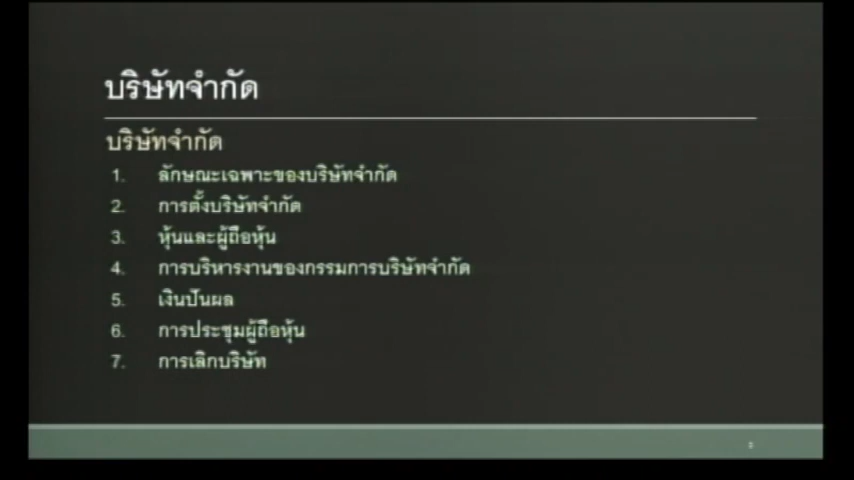 บริษัทจำกัด
บริษัทจำกัด
1. ลักษณะเฉพาะของบริษัทจำกัด
2. การตั้งบริษัทจำกัด
3. หุ้นและผู้ถือหุ้น
4. การบริหารงานของกรรมการบริษัทจำกัด
5. เงินปันผล
6. การประชุมผู้ถือหุ้น
7. การเลิกบริษัท